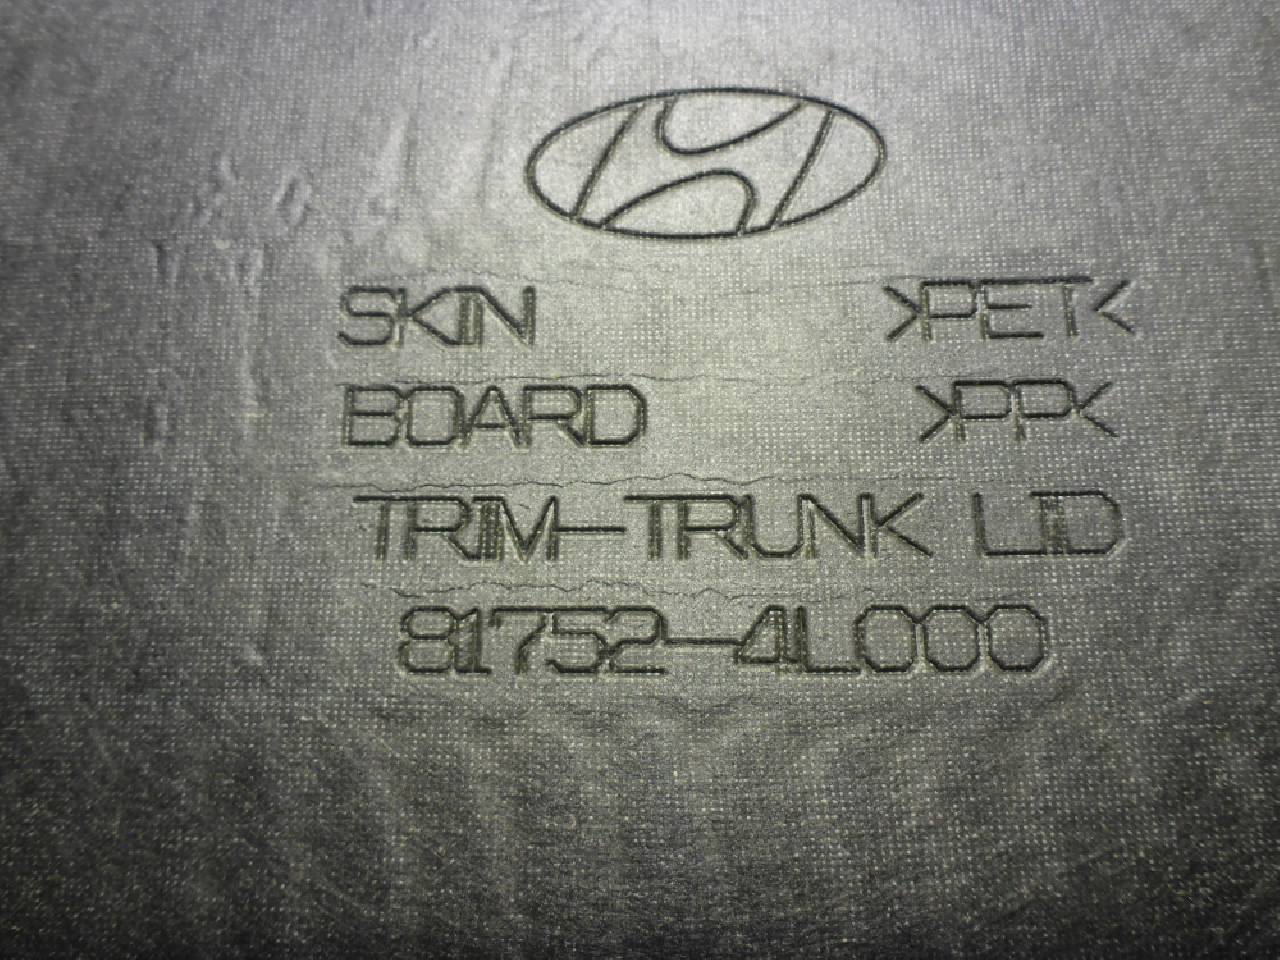 SKIN >PET<
BOARD >PP<
TRIM-TRUNK LID
81752-4L000